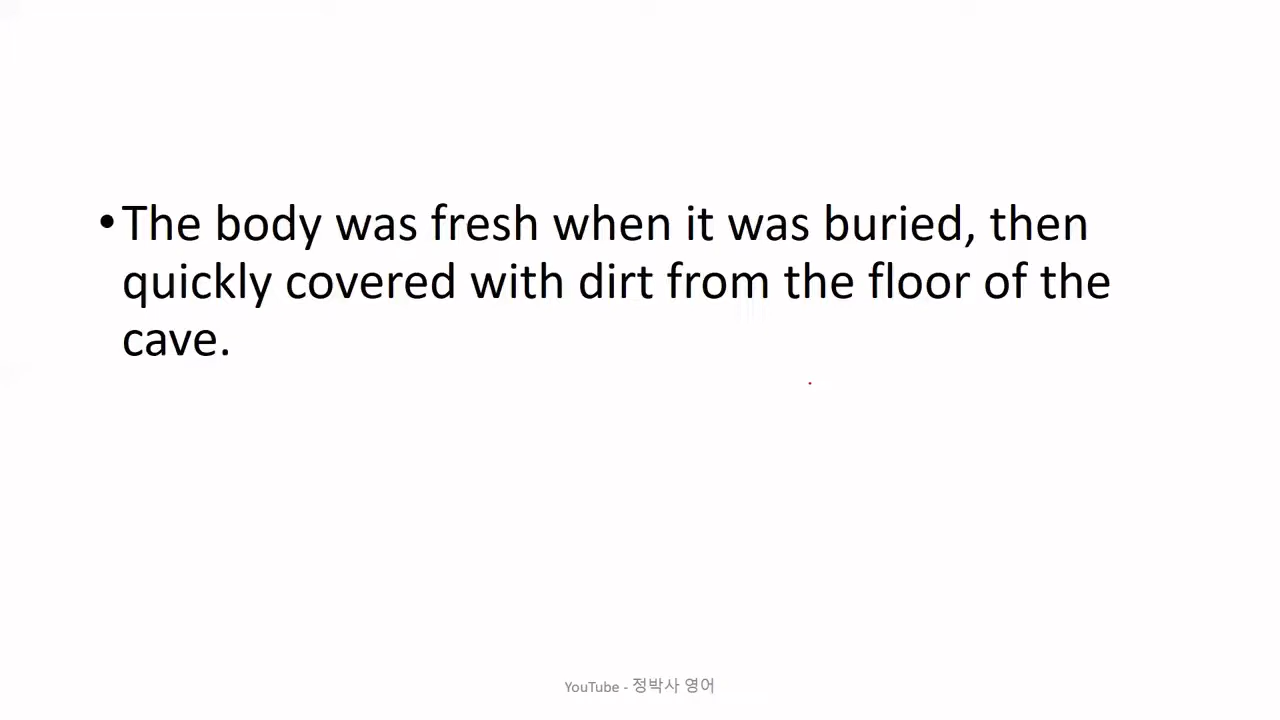 •The body was fresh when it was buried, then
quickly covered with dirt from the floor of the
cave.
YouTube - 정박사 영어